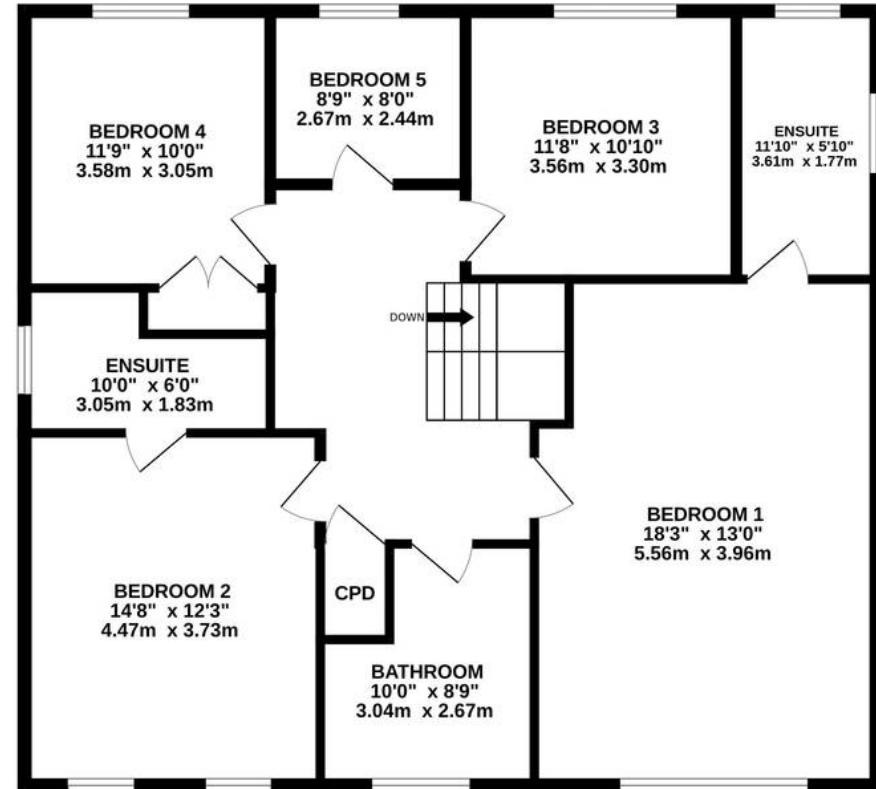 BEDROOM 4
11'9" x 10'0"
3.58m x 3.05m
BEDROOM 5
8'9" x 8'0"
2.67m x 2.44m
BEDROOM 3
11'8" x 10'10"
3.56m x 3.30m
ENSUITE
11'10" x 5'10"
3.61m x 1.77m
DOWN
ENSUITE
10'0" x 6'0"
3.05m x 1.83m
BEDROOM 1
18'3" x 13'0"
5.56m x 3.96m
BEDROOM 2
14'8" x 12'3"
4.47m x 3.73m
CPD
BATHROOM
10'0" x 8'9"
3.04m x 2.67m